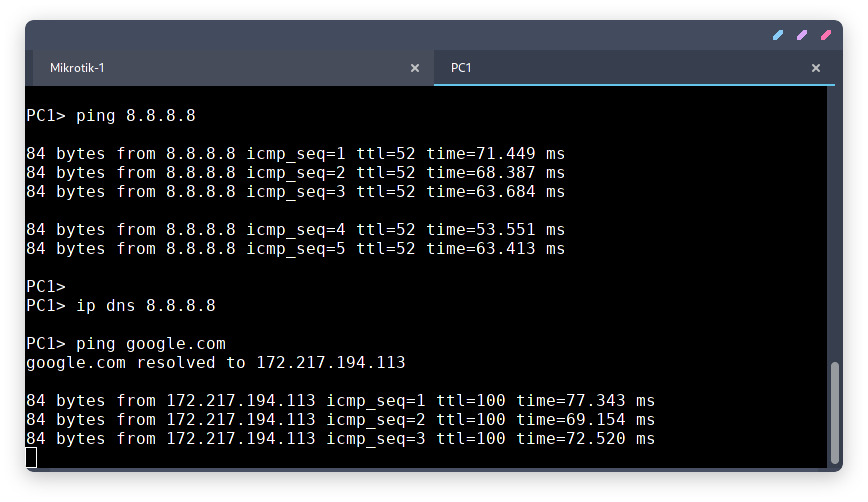 Mikrotik-1
PC1
PC1> ping 8.8.8.8
84 bytes from 8.8.8.8 icmp_seq=1 ttl=52 time=71.449 ms
84 bytes from 8.8.8.8 icmp_seq=2 ttl=52 time=68.387 ms
84 bytes from 8.8.8.8 icmp_seq=3 ttl=52 time=63.684 ms
84 bytes from 8.8.8.8 icmp_seq=4 ttl=52 time=53.551 ms
84 bytes from 8.8.8.8 icmp_seq=5 ttl=52 time=63.413 ms
PC1>
PC1> ip dns 8.8.8.8
PC1> ping google.com
google.com resolved to 172.217.194.113
84 bytes from 172.217.194.113 icmp_seq=1 ttl=100 time=77.343 ms
84 bytes from 172.217.194.113 icmp_seq=2 ttl=100 time=69.154 ms
84 bytes from 172.217.194.113 icmp_seq=3 ttl=100 time=72.520 ms